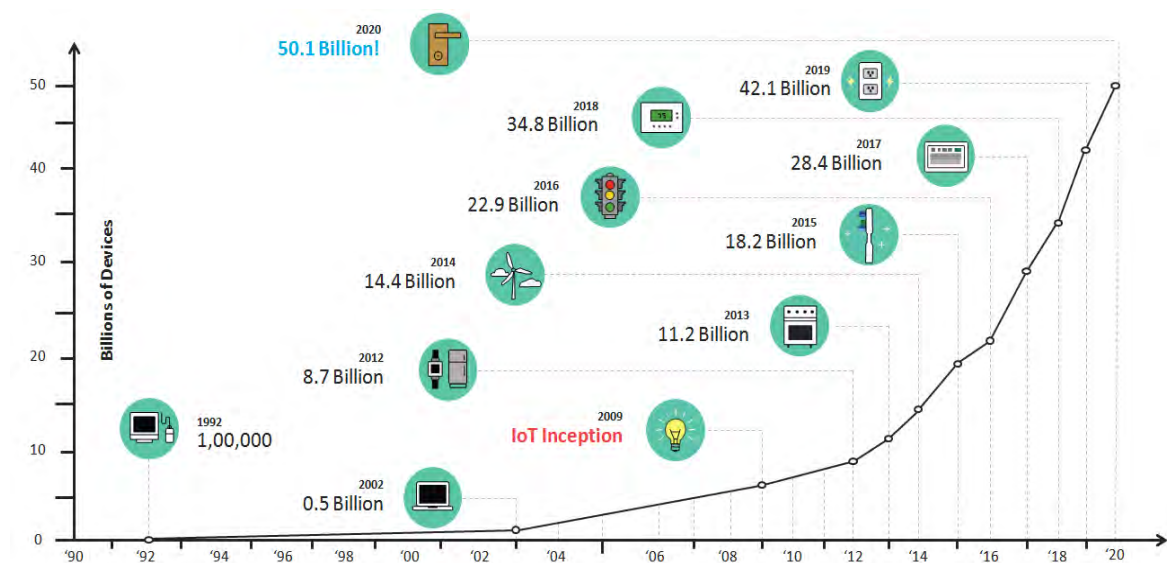 2020
50.1 Billion!
2019
42.1 Billion
2018
34.8 Billion
2017
28.4 Billion
2016
22.9 Billion
2015
18.2 Billion
2014
14.4 Billion
2013
11.2 Billion
2012
8.7 Billion
2009
IoT Inception
1992
1,00,000
2002
0.5 Billion
Billions of Devices
50
40
30
20
10
0
'90 '92 '94 '96 '98 '00 '02 '04 '06 '08 '10 '12 '14 '16 '18 '20
75